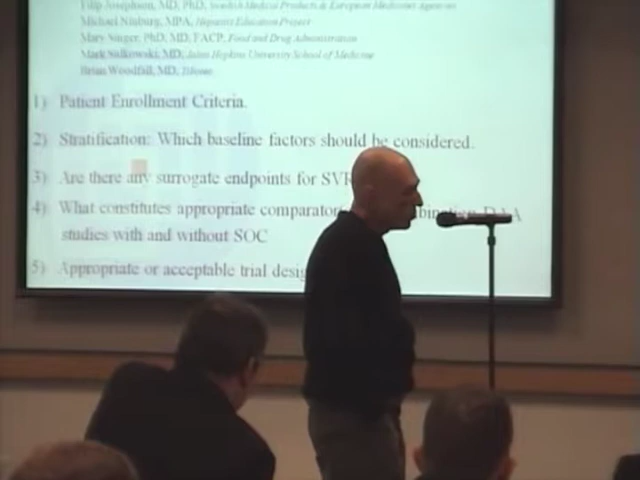 Filip Josephson, MD, PhD, Swedish Medical Products & European Medicines Agencies
Michael Ninburg, MPA, Hepatitis Education Project
Mary Singer, PhD, MD, FACP, Food and Drug Administration
Mark Sulkowski, MD, Johns Hopkins University School of Medicine
Brian Woodfall, MD, Tibotec
1) Patient Enrollment Criteria.
2) Stratification: Which baseline factors should be considered.
3) Are there any surrogate endpoints for SVR
4) What constitutes appropriate comparator
studies with and without SOC
5) Appropriate or acceptable trial desig